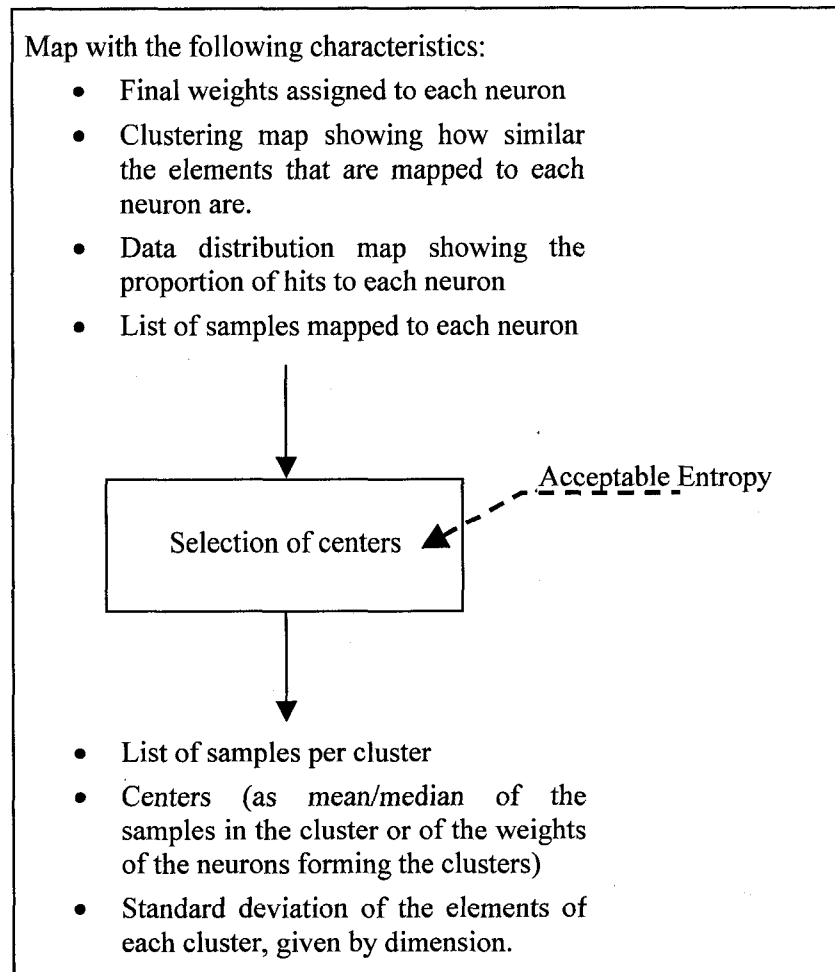 Map with the following characteristics:
• Final weights assigned to each neuron
• Clustering map showing how similar
the elements that are mapped to each
neuron are.
• Data distribution map showing the
proportion of hits to each neuron
• List of samples mapped to each neuron
Acceptable Entropy
Selection of centers
• List of samples per cluster
• Centers (as mean/median of the
samples in the cluster or of the weights
of the neurons forming the clusters)
• Standard deviation of the elements of
each cluster, given by dimension.